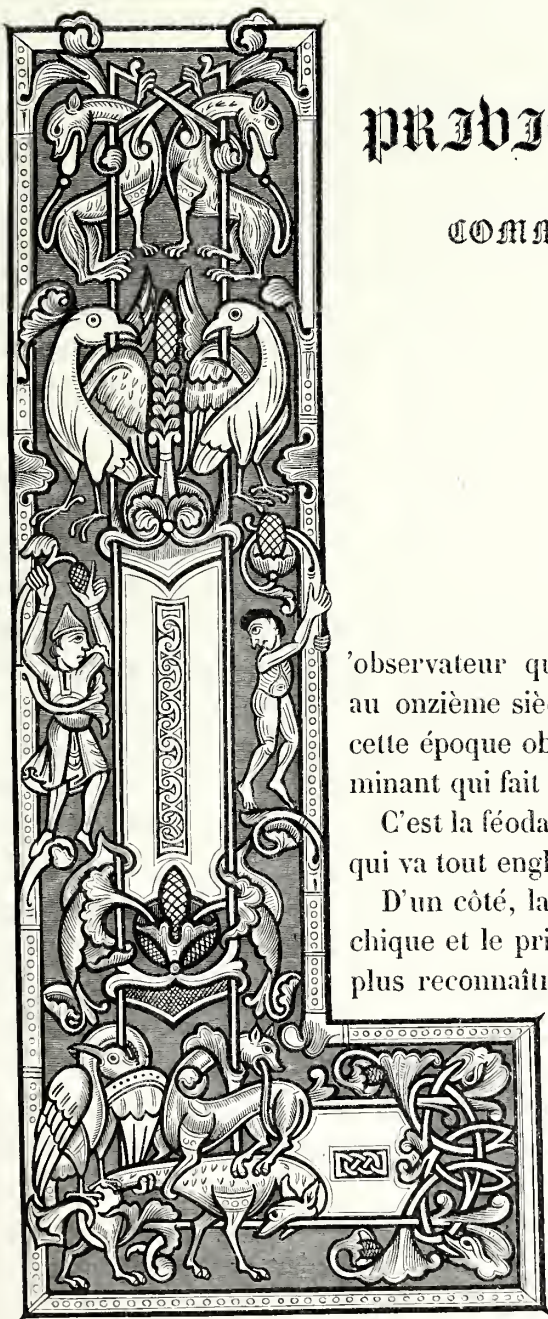 PRIVI
COMM
L
'observateur qu
au onzième sièc
cette époque ob
minant qui fait
C'est la féoda
qui va tout engl
D'un côté, la
chique et le pri
plus reconnaîtr